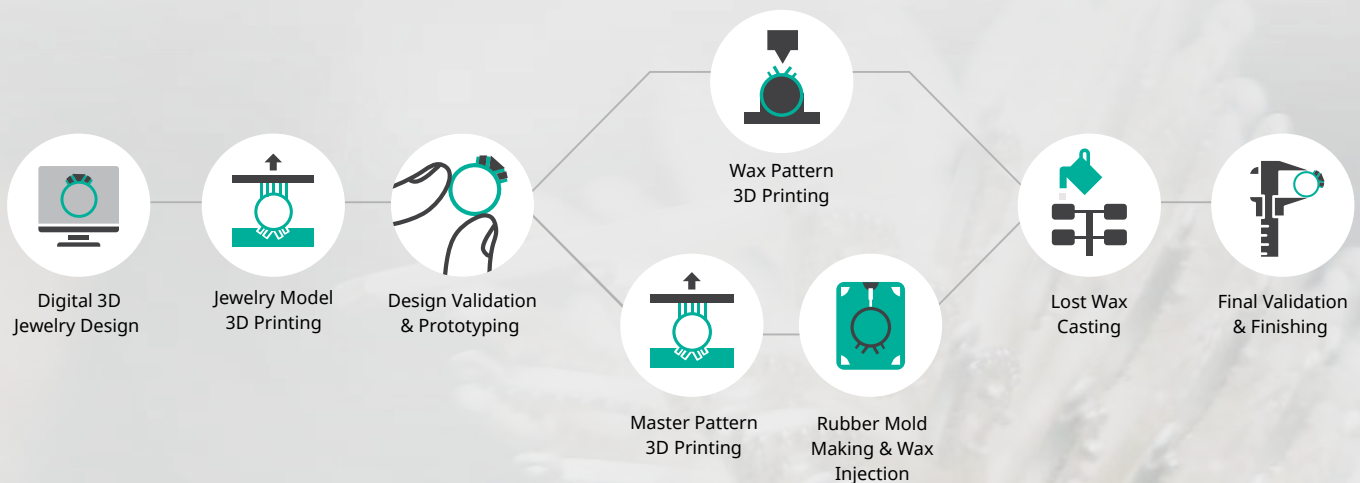 Digital 3D
Jewelry Design
Jewelry Model
3D Printing
Design Validation
& Prototyping
Wax Pattern
3D Printing
Master Pattern
3D Printing
Rubber Mold
Making & Wax
Injection
Lost Wax
Casting
Final Validation
& Finishing